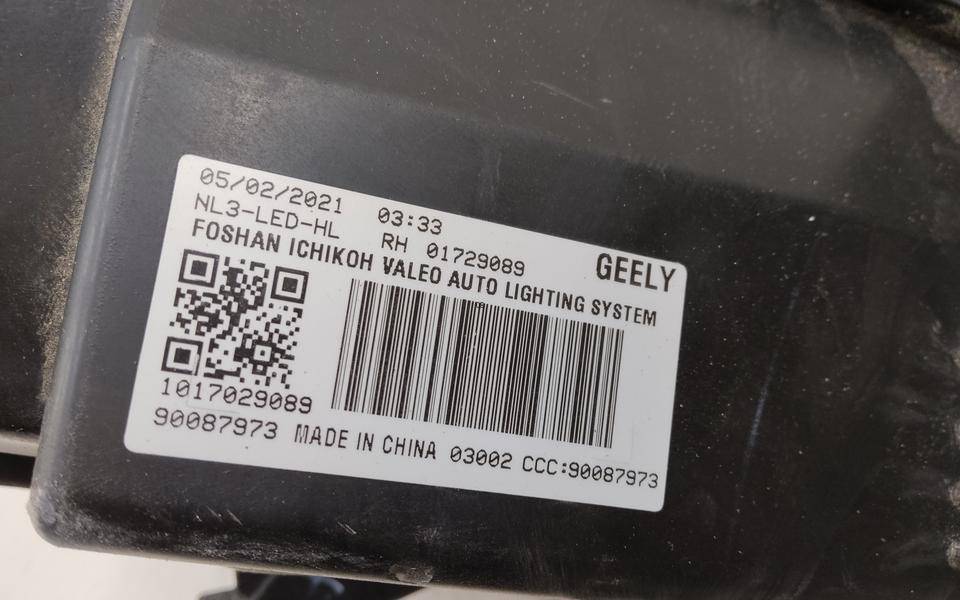 05/02/2021 03:33
NL3-LED-HL RH 01729089
GEELY
FOSHAN ICHIKOH VALEO AUTO LIGHTING SYSTEM
1017029089
90087973 MADE IN CHINA 03002 CCC:90087973